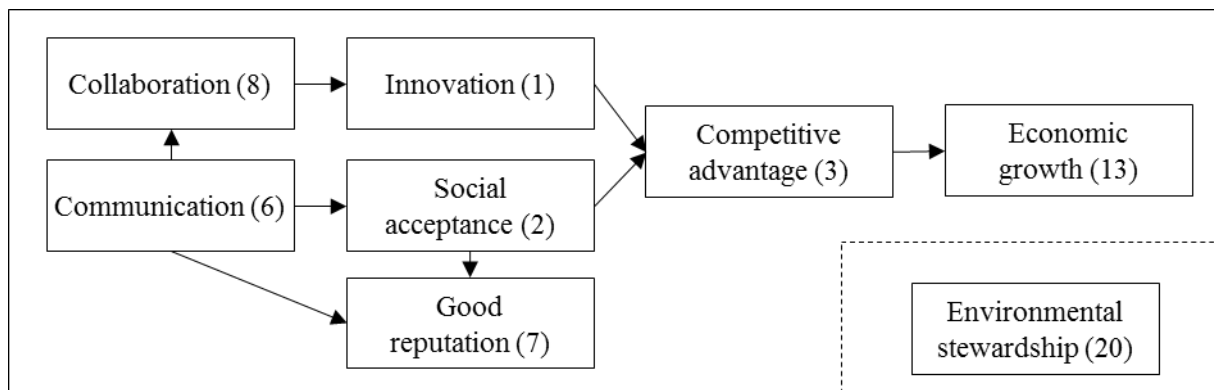 Collaboration (8)
Innovation (1)
Competitive
advantage (3)
Economic
growth (13)
Communication (6)
Social
acceptance (2)
Good
reputation (7)
Environmental
stewardship (20)